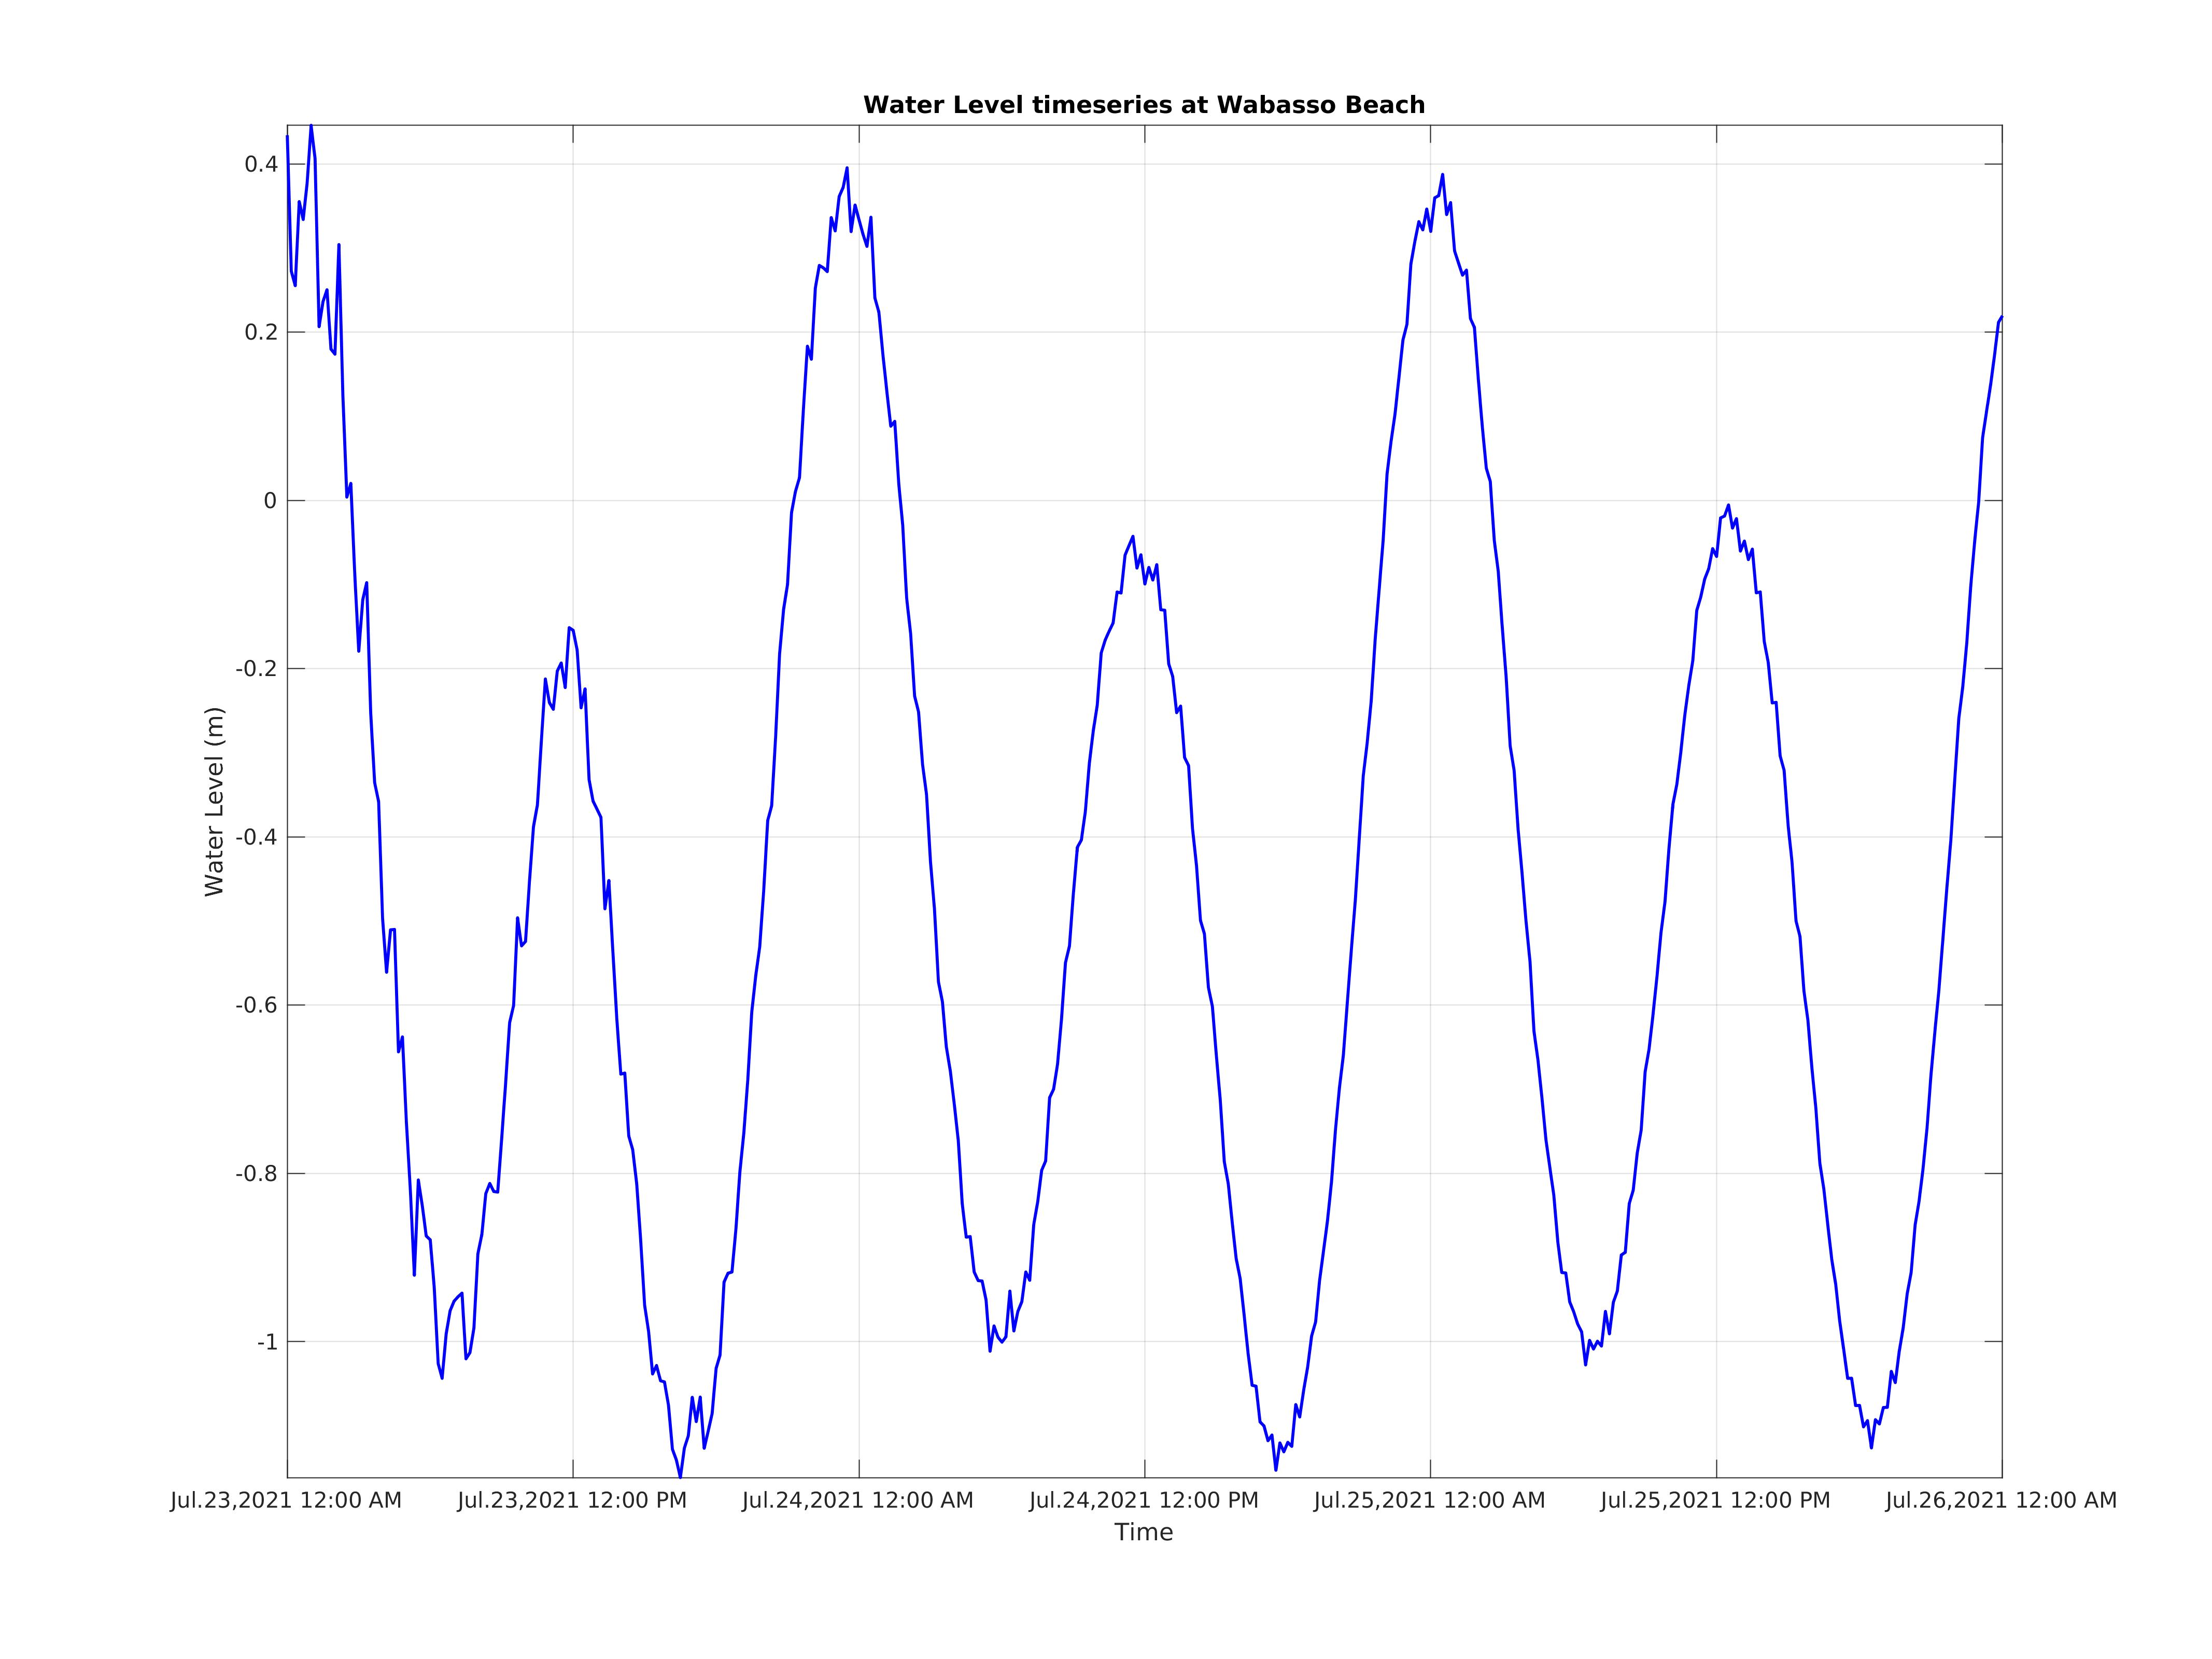 Water Level timeseries at Wabasso Beach
0.4
0.2
0
-0.2
-0.4
-0.6
-0.8
-1
Water Level (m)
Jul.23,2021 12:00 AM
Jul.23,2021 12:00 PM
Jul.24,2021 12:00 AM
Jul.24,2021 12:00 PM
Jul.25,2021 12:00 AM
Jul.25,2021 12:00 PM
Jul.26,2021 12:00 AM
Time